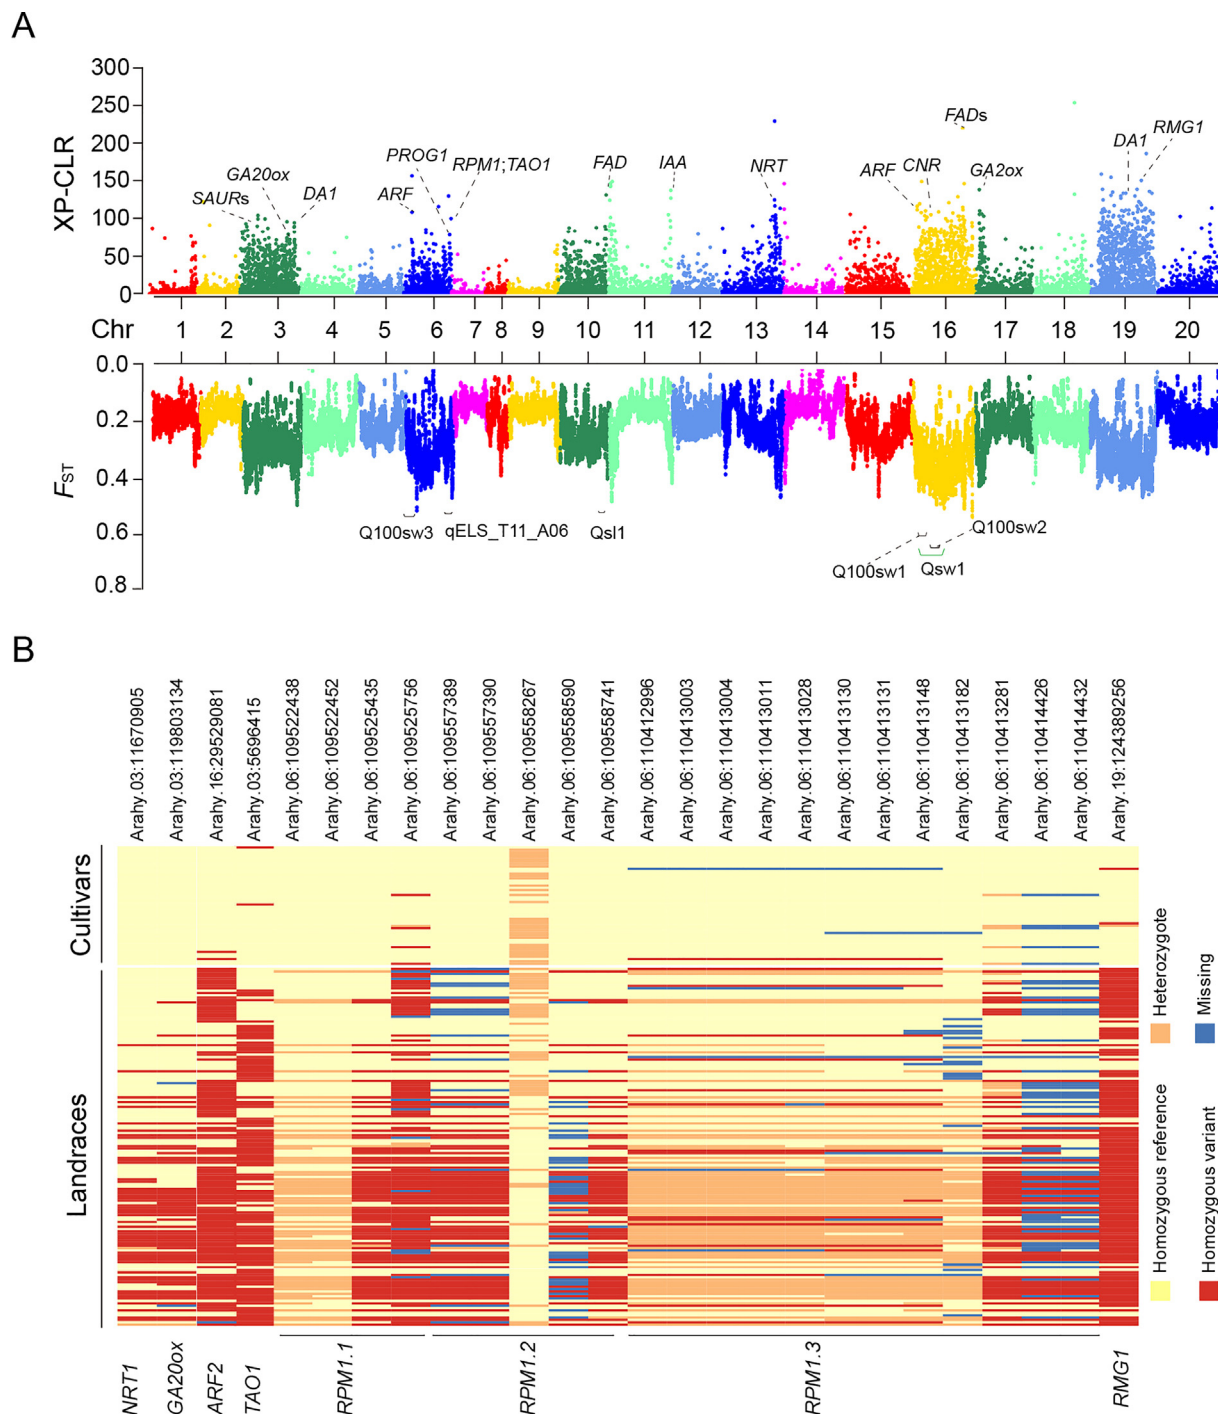 A
300
250
200
150
100
50
0
XP-CLR
SAURs
GA20ox
DA1
PROG1
ARF
RPM1;TAO1
FAD
IAA
NRT
ARF
CNR
FADs
GA2ox
DA1
RMG1
Chr 1 2 3 4 5 6 7 8 9 10 11 12 13 14 15 16 17 18 19 20
0.0
0.2
0.4
0.6
0.8
FST
Q100sw3
qELS_T11_A06
Qsl1
Q100sw1
Qsw1
Q100sw2
B
Arahy.03:11670905
Arahy.03:119803134
Arahy.16:29529081
Arahy.03:5696415
Arahy.06:109522438
Arahy.06:109522452
Arahy.06:109525435
Arahy.06:109525756
Arahy.06:109557389
Arahy.06:109557390
Arahy.06:109558267
Arahy.06:109558590
Arahy.06:109558741
Arahy.06:110412996
Arahy.06:110413003
Arahy.06:110413004
Arahy.06:110413011
Arahy.06:110413028
Arahy.06:110413130
Arahy.06:110413131
Arahy.06:110413148
Arahy.06:110413182
Arahy.06:110413281
Arahy.06:110414426
Arahy.06:110414432
Arahy.19:124389256
Cultivars
Landraces
Heterozygote
Missing
Homozygous reference
Homozygous variant
NRT1
GA20ox
ARF2
TAO1
RPM1.1
RPM1.2
RPM1.3
RMG1